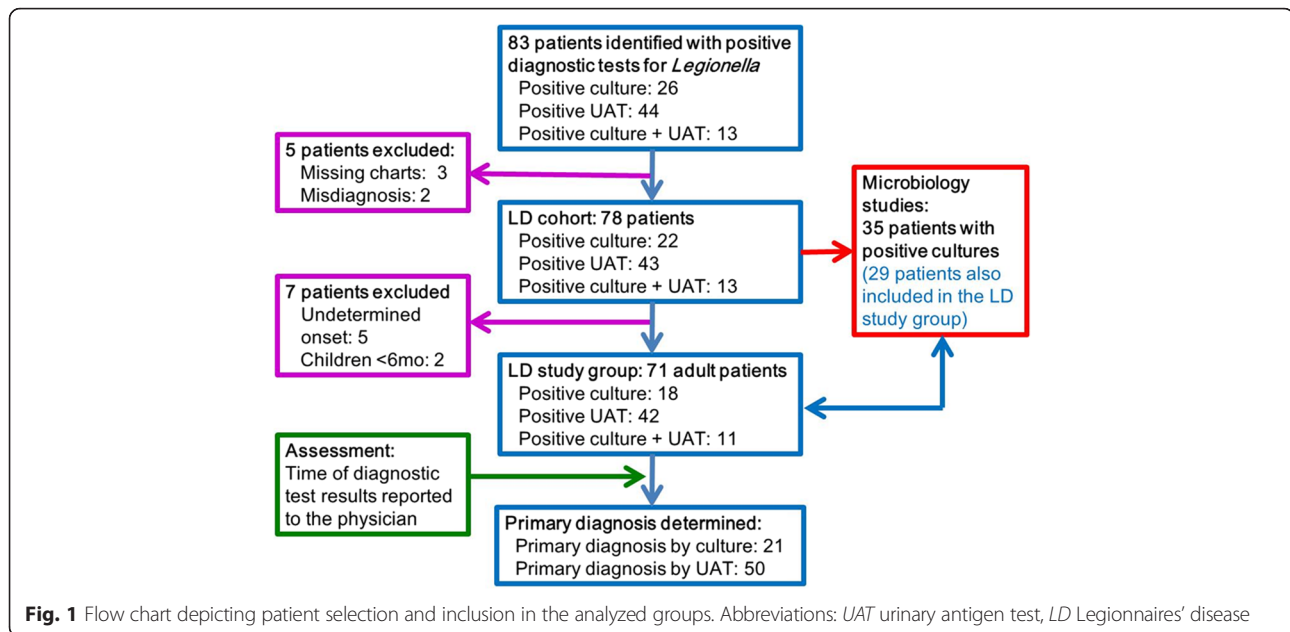 83 patients identified with positive
diagnostic tests for Legionella
Positive culture: 26
Positive UAT: 44
Positive culture + UAT: 13
5 patients excluded:
Missing charts: 3
Misdiagnosis: 2
LD cohort: 78 patients
Positive culture: 22
Positive UAT: 43
Positive culture + UAT: 13
Microbiology
studies:
35 patients with
positive cultures
(29 patients also
included in the LD
study group)
7 patients excluded
Undetermined
onset: 5
Children <6mo: 2
LD study group: 71 adult patients
Positive culture: 18
Positive UAT: 42
Positive culture + UAT: 11
Assessment:
Time of diagnostic
test results reported
to the physician
Primary diagnosis determined:
Primary diagnosis by culture: 21
Primary diagnosis by UAT: 50
Fig. 1 Flow chart depicting patient selection and inclusion in the analyzed groups. Abbreviations: UAT urinary antigen test, LD Legionnaires' disease